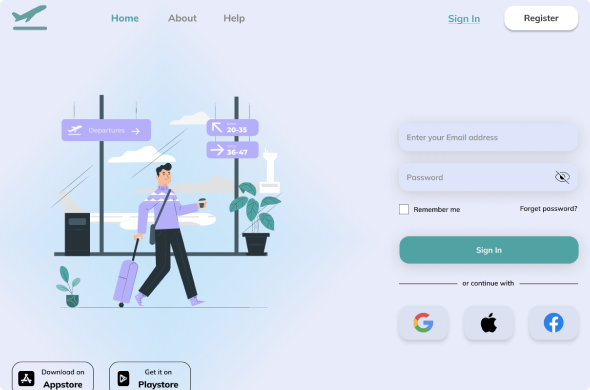 Home About Help Sign In Register
Departures
30-35
36-47
Enter your Email address
Password
Remember me Forget password?
Sign In
or continue with
Download on
Appstore
Get it on
Playstore